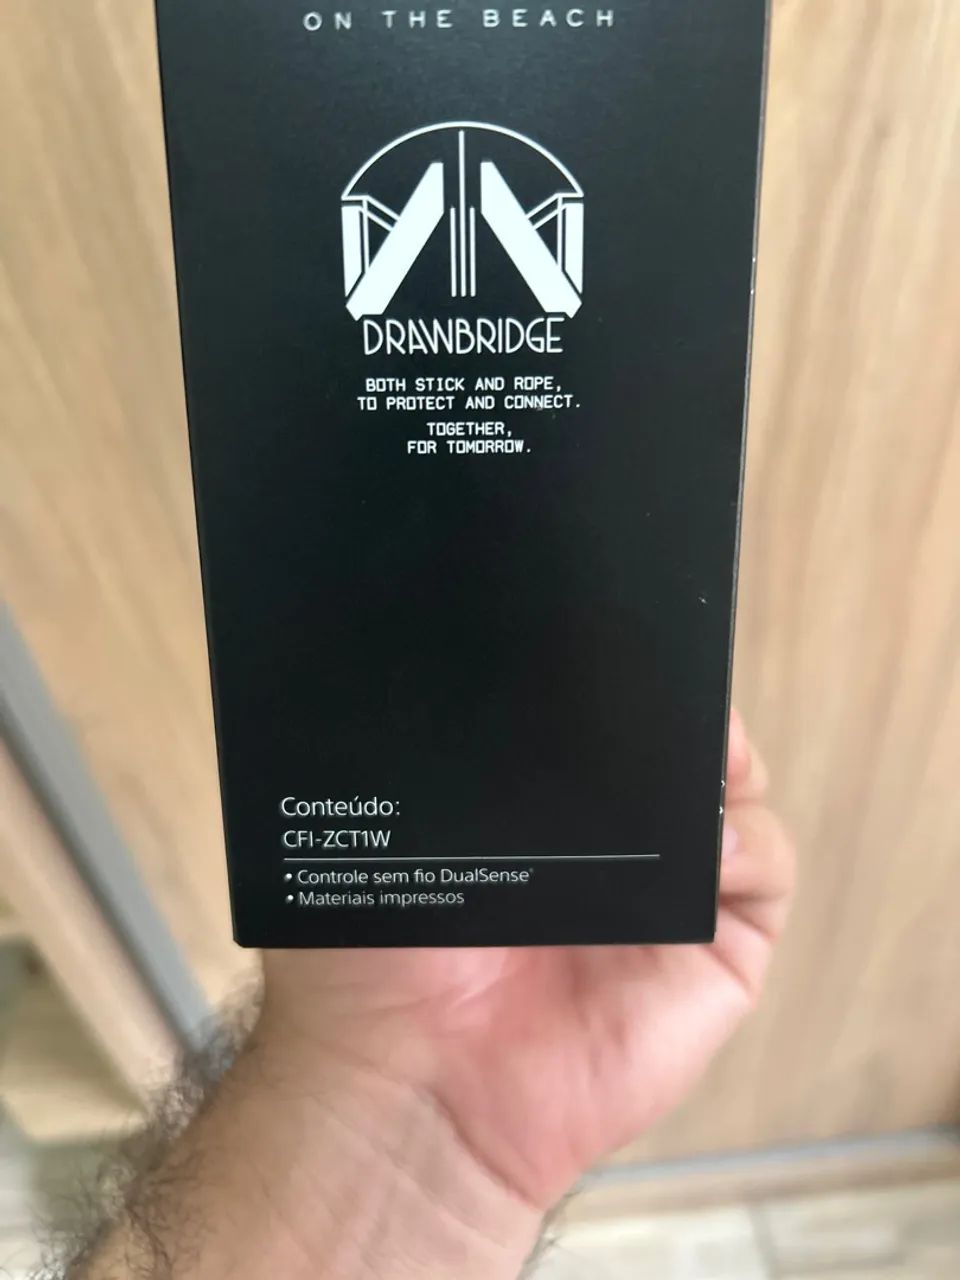 ON THE BEACH
DRAWBRIDGE
BOTH STICK AND ROPE,
TO PROTECT AND CONNECT.
TOGETHER,
FOR TOMORROW.
Conteúdo:
CFI-ZCT1W
• Controle sem fio DualSense®
• Materiais impressos